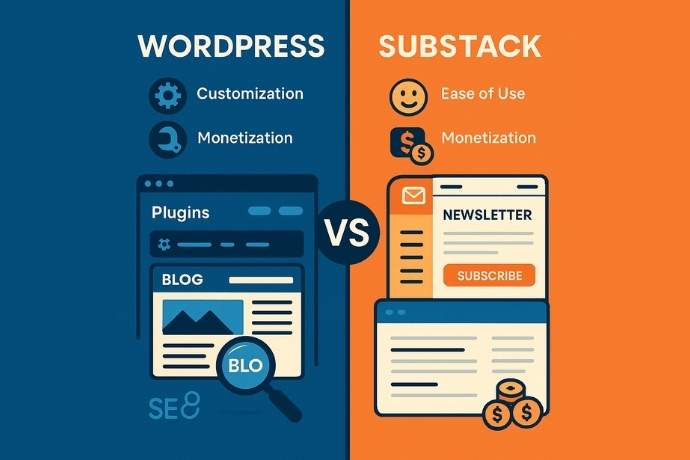 WORDPRESS
Customization
Monetization
Plugins
BLOG
BLO
SE8
VS
SUBSTACK
Ease of Use
$
$
Monetization
NEWSLETTER
SUBSCRIBE
$
$